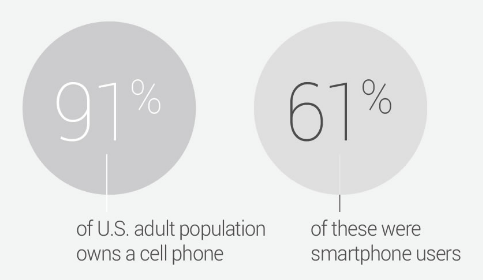 91%
of U.S. adult population
owns a cell phone
61%
of these were
smartphone users